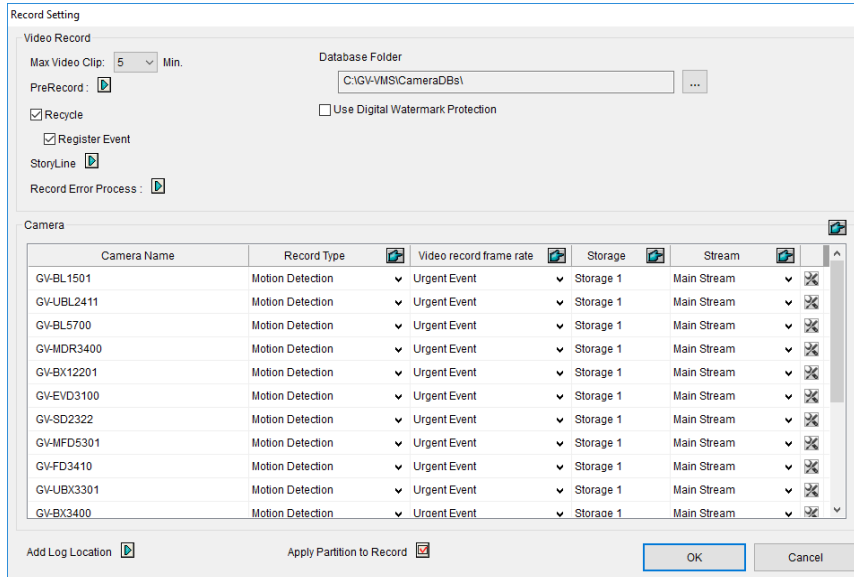 Record Setting
Video Record
Max Video Clip: 5 Min.
Database Folder
C:\GV-VMS\CameraDBs\
...
PreRecord :
Recycle
Use Digital Watermark Protection
Register Event
StoryLine
Record Error Process :
Camera
Camera Name Record Type Video record frame rate Storage Stream
GV-BL1501 Motion Detection Urgent Event Storage 1 Main Stream
GV-UBL2411 Motion Detection Urgent Event Storage 1 Main Stream
GV-BL5700 Motion Detection Urgent Event Storage 1 Main Stream
GV-MDR3400 Motion Detection Urgent Event Storage 1 Main Stream
GV-BX12201 Motion Detection Urgent Event Storage 1 Main Stream
GV-EVD3100 Motion Detection Urgent Event Storage 1 Main Stream
GV-SD2322 Motion Detection Urgent Event Storage 1 Main Stream
GV-MFD5301 Motion Detection Urgent Event Storage 1 Main Stream
GV-FD3410 Motion Detection Urgent Event Storage 1 Main Stream
GV-UBX3301 Motion Detection Urgent Event Storage 1 Main Stream
GV-BX3400 Motion Detection Urgent Event Storage 1 Main Stream
Add Log Location Apply Partition to Record OK Cancel